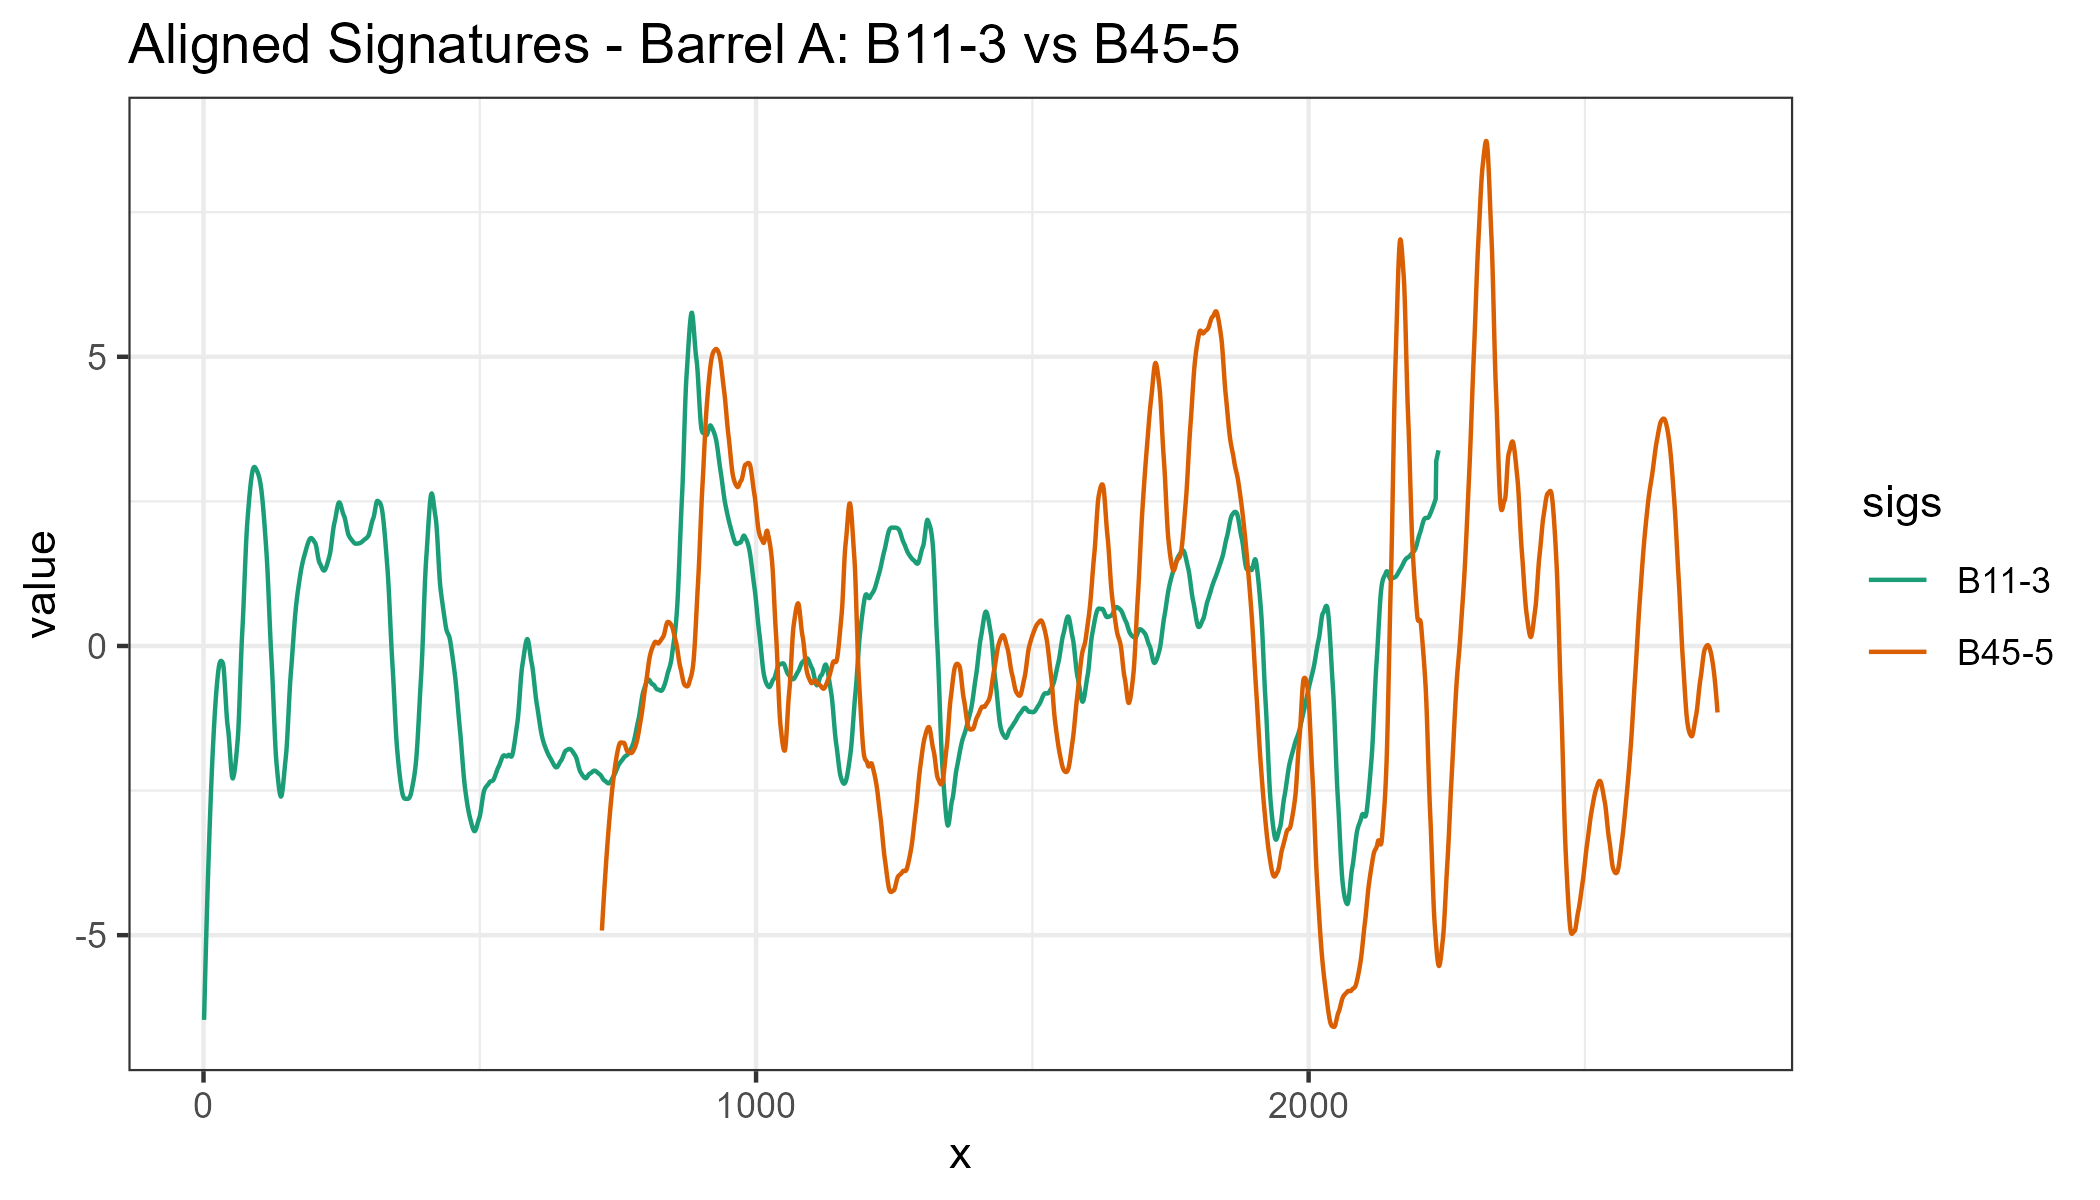 Aligned Signatures - Barrel A: B11-3 vs B45-5
value
5
0
-5
0
1000
2000
x
sigs
B11-3
B45-5